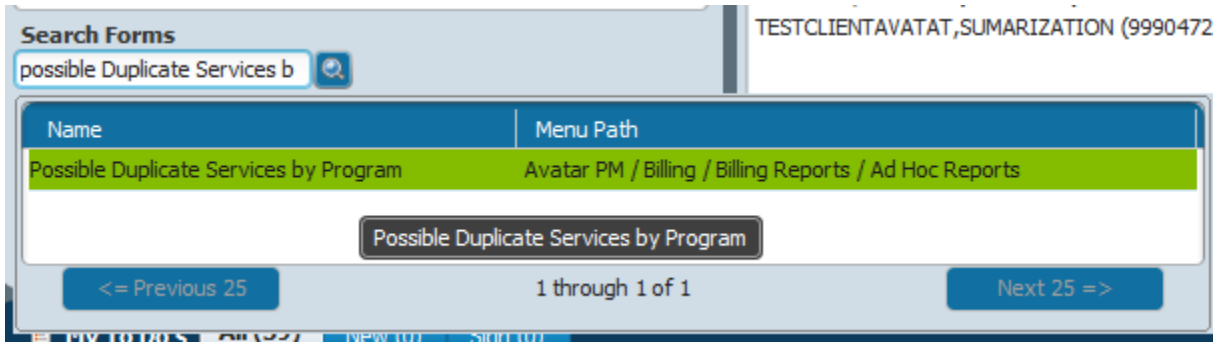 Search Forms
possible Duplicate Services b
TESTCLIENTAVATAT,SUMARIZATION (9990472
Name Menu Path
Possible Duplicate Services by Program Avatar PM / Billing / Billing Reports / Ad Hoc Reports
Possible Duplicate Services by Program
<= Previous 25 1 through 1 of 1 Next 25 =>